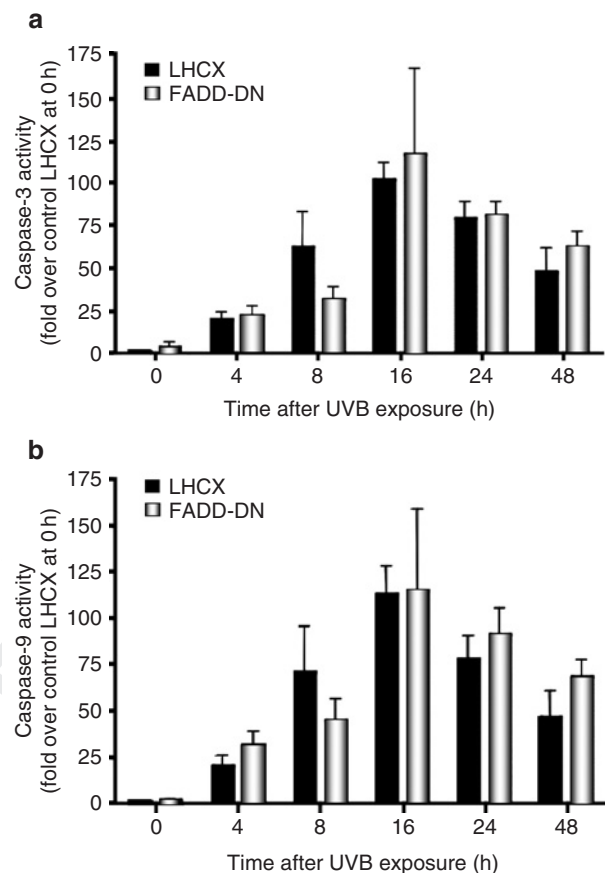 a
Caspase-3 activity
(fold over control LHCX at 0 h)
175
150
125
100
75
50
25
0
LHCX
FADD-DN
0 4 8 16 24 48
Time after UVB exposure (h)
b
Caspase-9 activity
(fold over control LHCX at 0 h)
175
150
125
100
75
50
25
0
LHCX
FADD-DN
0 4 8 16 24 48
Time after UVB exposure (h)